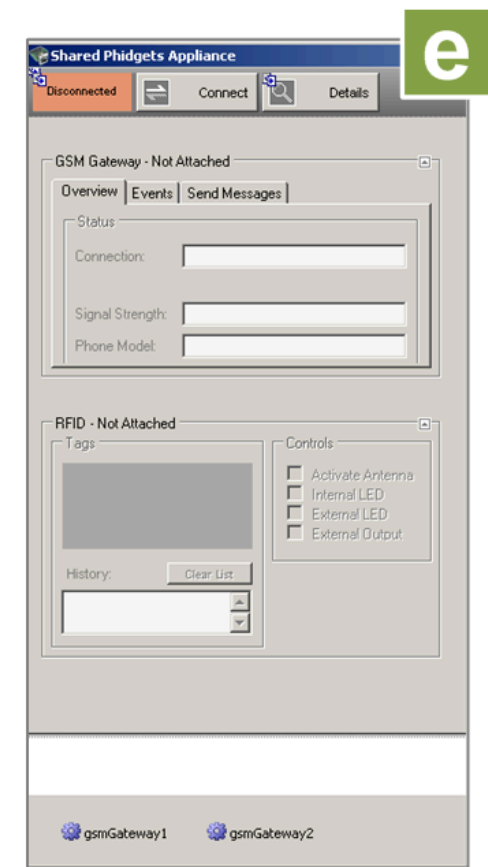 e
Shared Phidgets Appliance
Disconnected Connect Details
GSM Gateway - Not Attached
Overview Events Send Messages
Status
Connection:
Signal Strength:
Phone Model:
RFID - Not Attached
Tags Controls
Activate Antenna
Internal LED
External LED
External Output
History: Clear List
gsmGateway1 gsmGateway2